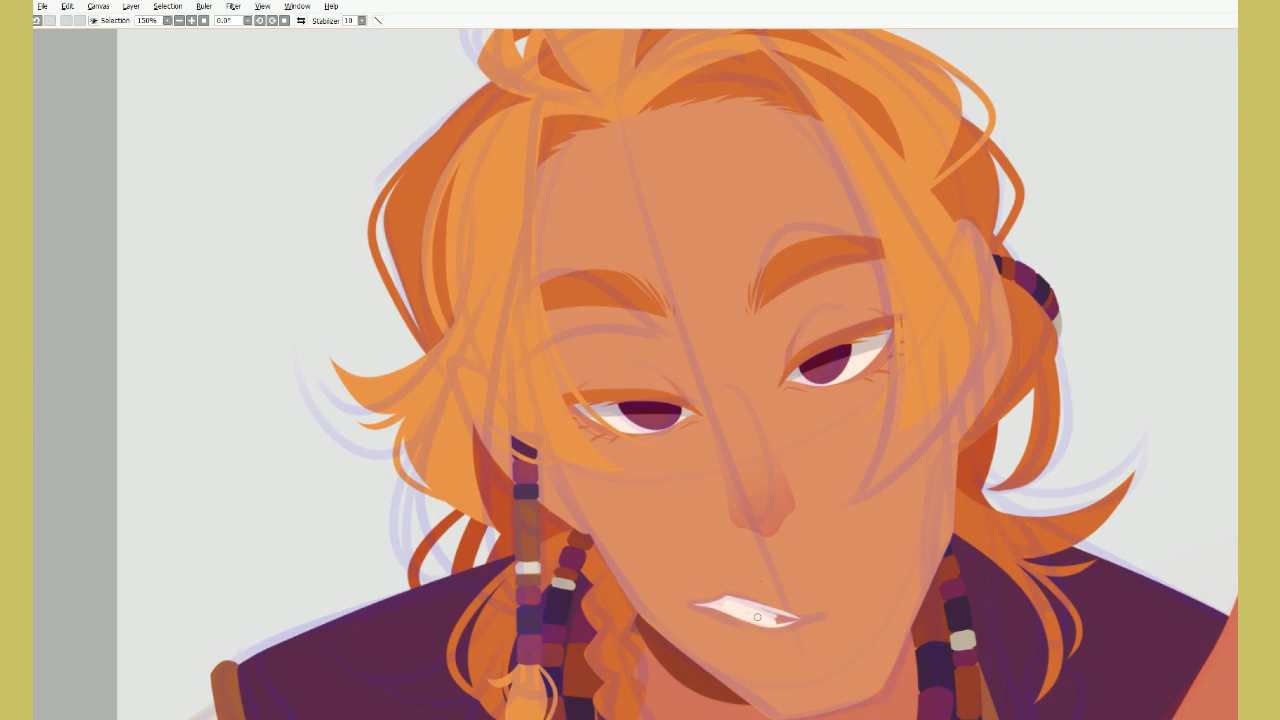 File Edit Canvas Layer Selection Ruler Filter View Window Help
Selection 150% 0.0° Stabilizer 10